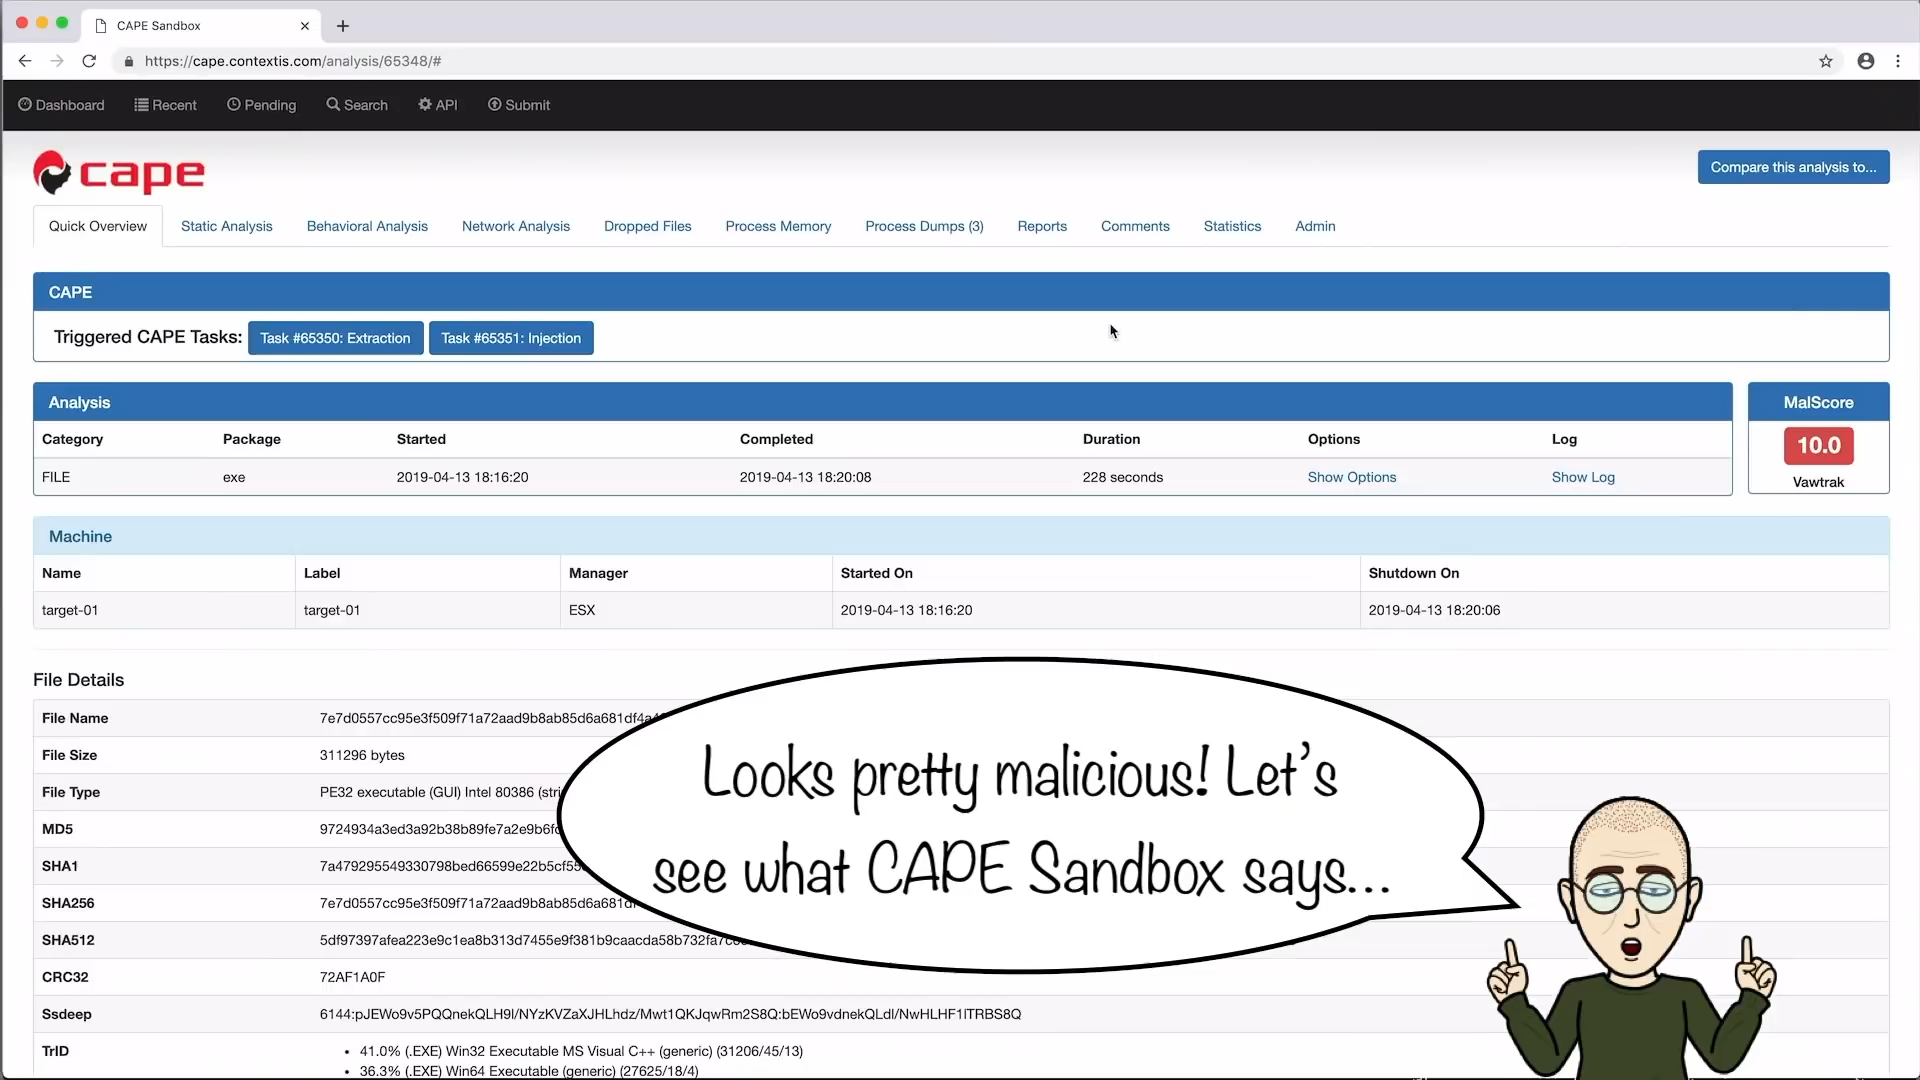 CAPE Sandbox
https://cape.contextis.com/analysis/65348/#
Dashboard Recent Pending Search API Submit
cape
Compare this analysis to...
Quick Overview Static Analysis Behavioral Analysis Network Analysis Dropped Files Process Memory Process Dumps (3) Reports Comments Statistics Admin
CAPE
Triggered CAPE Tasks: Task #65350: Extraction Task #65351: Injection
Analysis
Category Package Started Completed Duration Options Log
FILE exe 2019-04-13 18:16:20 2019-04-13 18:20:08 228 seconds Show Options Show Log
MalScore
10.0
Vawtrak
Machine
Name Label Manager Started On Shutdown On
target-01 target-01 ESX 2019-04-13 18:16:20 2019-04-13 18:20:06
File Details
File Name
File Size 311296 bytes
File Type PE32 executable (GUI) Intel 80386
MD5
SHA1
SHA256
SHA512
CRC32 72AF1A0F
Ssdeep 6144:pJEWo9v5PQQnekQLH9l/NYzKVZaXJHLhdz/Mwt1QKJqwRm2S8Q:bEWo9vdnekQLdl/NwHLHF1lTRBS8Q
TrID • 41.0% (.EXE) Win32 Executable MS Visual C++ (generic) (31206/45/13)
• 36.3% (.EXE) Win64 Executable (generic) (27625/18/4)
Looks pretty malicious! Let's
see what CAPE Sandbox says...